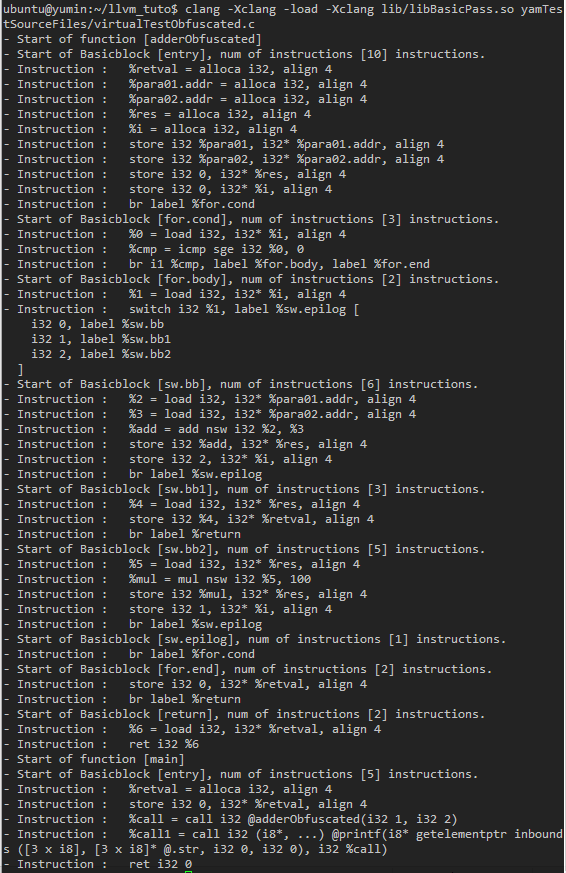 ubuntu@yumin:~/llvm_tuto$ clang -Xclang -load -Xclang lib/libBasicPass.so yamTes
tSourceFiles/virtualTestObfuscated.c
- Start of function [adderObfuscated]
- Start of Basicblock [entry], num of instructions [10] instructions.
- Instruction :   %retval = alloca i32, align 4
- Instruction :   %para01.addr = alloca i32, align 4
- Instruction :   %para02.addr = alloca i32, align 4
- Instruction :   %res = alloca i32, align 4
- Instruction :   %i = alloca i32, align 4
- Instruction :   store i32 %para01, i32* %para01.addr, align 4
- Instruction :   store i32 %para02, i32* %para02.addr, align 4
- Instruction :   store i32 0, i32* %res, align 4
- Instruction :   store i32 0, i32* %i, align 4
- Instruction :   br label %for.cond
- Start of Basicblock [for.cond], num of instructions [3] instructions.
- Instruction :   %0 = load i32, i32* %i, align 4
- Instruction :   %cmp = icmp sge i32 %0, 0
- Instruction :   br i1 %cmp, label %for.body, label %for.end
- Start of Basicblock [for.body], num of instructions [2] instructions.
- Instruction :   %1 = load i32, i32* %i, align 4
- Instruction :   switch i32 %1, label %sw.epilog [
    i32 0, label %sw.bb
    i32 1, label %sw.bb1
    i32 2, label %sw.bb2
  ]
- Start of Basicblock [sw.bb], num of instructions [6] instructions.
- Instruction :   %2 = load i32, i32* %para01.addr, align 4
- Instruction :   %3 = load i32, i32* %para02.addr, align 4
- Instruction :   %add = add nsw i32 %2, %3
- Instruction :   store i32 %add, i32* %res, align 4
- Instruction :   store i32 2, i32* %i, align 4
- Instruction :   br label %sw.epilog
- Start of Basicblock [sw.bb1], num of instructions [3] instructions.
- Instruction :   %4 = load i32, i32* %res, align 4
- Instruction :   store i32 %4, i32* %retval, align 4
- Instruction :   br label %return
- Start of Basicblock [sw.bb2], num of instructions [5] instructions.
- Instruction :   %5 = load i32, i32* %res, align 4
- Instruction :   %mul = mul nsw i32 %5, 100
- Instruction :   store i32 %mul, i32* %res, align 4
- Instruction :   store i32 1, i32* %i, align 4
- Instruction :   br label %sw.epilog
- Start of Basicblock [sw.epilog], num of instructions [1] instructions.
- Instruction :   br label %for.cond
- Start of Basicblock [for.end], num of instructions [2] instructions.
- Instruction :   store i32 0, i32* %retval, align 4
- Instruction :   br label %return
- Start of Basicblock [return], num of instructions [2] instructions.
- Instruction :   %6 = load i32, i32* %retval, align 4
- Instruction :   ret i32 %6
- Start of function [main]
- Start of Basicblock [entry], num of instructions [5] instructions.
- Instruction :   %retval = alloca i32, align 4
- Instruction :   store i32 0, i32* %retval, align 4
- Instruction :   %call = call i32 @adderObfuscated(i32 1, i32 2)
- Instruction :   %call1 = call i32 (i8*, ...) @printf(i8* getelementptr inbound
s ([3 x i8], [3 x i8]* @.str, i32 0, i32 0), i32 %call)
- Instruction :   ret i32 0